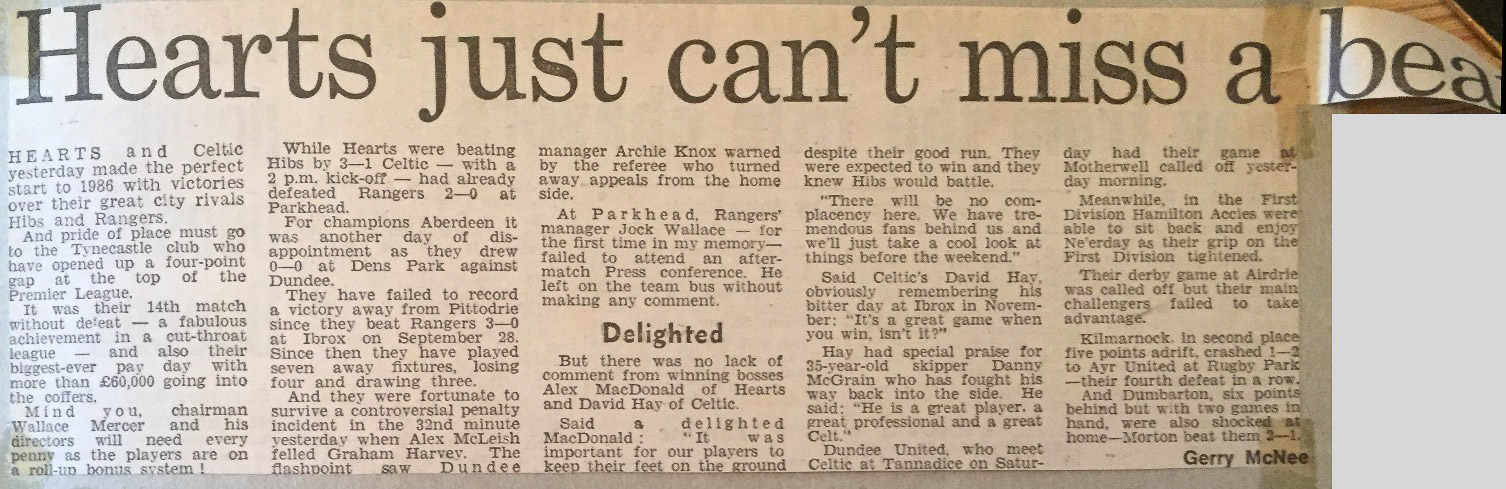 Hearts just can't miss a bea
HEARTS and Celtic
yesterday made the perfect
start to 1986 with victories
over their great city rivals
Hibs and Rangers.
And pride of place must go
to the Tynecastle club who
have opened up a four-point
gap at the top of the
Premier League.
It was their 14th match
without defeat — a fabulous
achievement in a cut-throat
league — and also their
biggest-ever pay day with
more than £60,000 going into
the coffers.
Mind you, chairman
Wallace Mercer and his
directors will need every
penny as the players are on
a roll-up bonus system!
While Hearts were beating
Hibs by 3—1 Celtic — with a
2 p.m. kick-off — had already
defeated Rangers 2—0 at
Parkhead.
For champions Aberdeen it
was another day of dis-
appointment as they drew
0—0 at Dens Park against
Dundee.
They have failed to record
a victory away from Pittodrie
since they beat Rangers 3—0
at Ibrox on September 28.
Since then they have played
seven away fixtures, losing
four and drawing three.
And they were fortunate to
survive a controversial penalty
incident in the 32nd minute
yesterday when Alex McLeish
felled Graham Harvey. The
flashpoint saw Dundee
manager Archie Knox warned
by the referee who turned
away appeals from the home
side.
At Parkhead, Rangers'
manager Jock Wallace — for
the first time in my memory—
failed to attend an after-
match Press conference. He
left on the team bus without
making any comment.
Delighted
But there was no lack of
comment from winning bosses
Alex MacDonald of Hearts
and David Hay of Celtic.
Said a delighted
MacDonald: "It was
important for our players to
keep their feet on the ground
despite their good run. They
were expected to win and they
knew Hibs would battle.
"There will be no com-
placency here. We have tre-
mendous fans behind us and
we'll just take a cool look at
things before the weekend."
Said Celtic's David Hay,
obviously remembering his
bitter day at Ibrox in Novem-
ber: "It's a great game when
you win, isn't it?"
Hay had special praise for
35-year-old skipper Danny
McGrain who has fought his
way back into the side. He
said: "He is a great player, a
great professional and a great
Celt."
Dundee United, who meet
Celtic at Tannadice on Satur-
day had their game at
Motherwell called off yester-
day morning.
Meanwhile, in the First
Division Hamilton Accies were
able to sit back and enjoy
Ne'erday as their grip on the
First Division tightened.
Their derby game at Airdrie
was called off but their main
challengers failed to take
advantage.
Kilmarnock, in second place
five points adrift, crashed 1—2
to Ayr United at Rugby Park
—their fourth defeat in a row.
And Dumbarton, six points
behind but with two games in
hand, were also shocked at
home—Morton beat them 2—1.
Gerry McNee